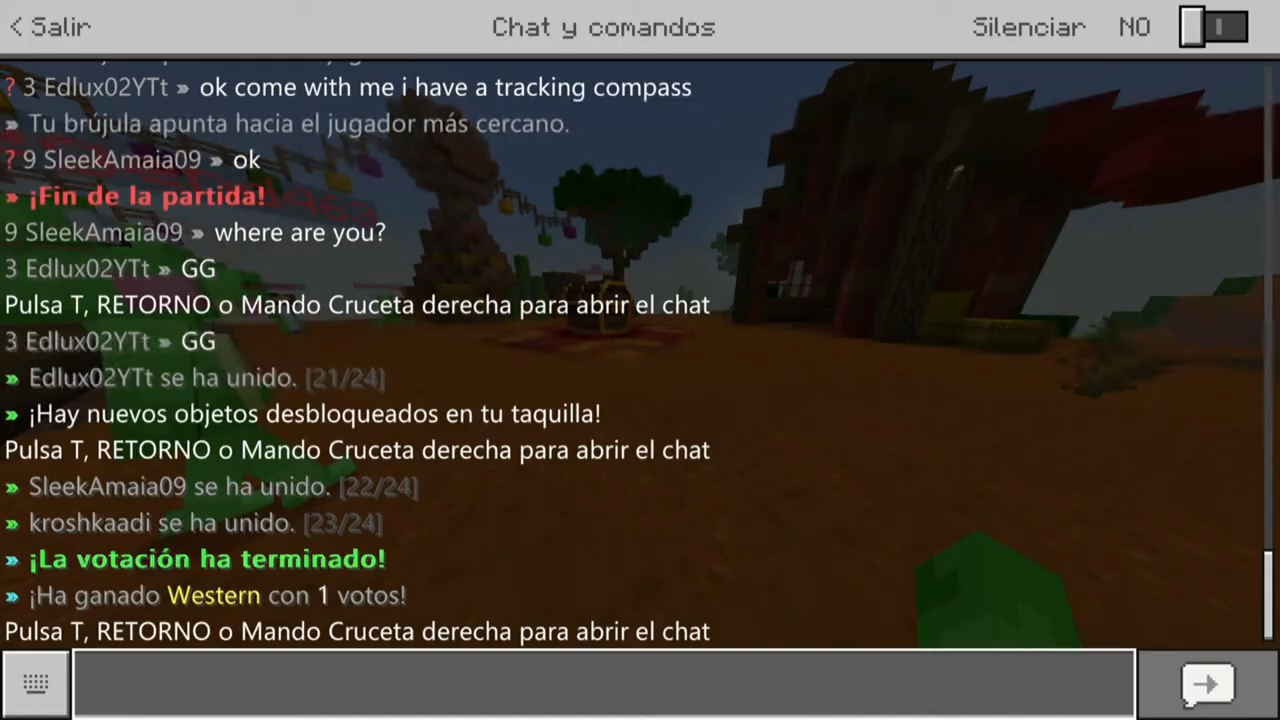 < Salir
Chat y comandos
Silenciar NO
? 3 Edlux02YTt » ok come with me i have a tracking compass
» Tu brújula apunta hacia el jugador más cercano.
? 9 SleekAmaia09 » ok
» ¡Fin de la partida!
9 SleekAmaia09 » where are you?
3 Edlux02YTt » GG
Pulsa T, RETORNO o Mando Cruceta derecha para abrir el chat
3 Edlux02YTt » GG
» Edlux02YTt se ha unido. [21/24]
» ¡Hay nuevos objetos desbloqueados en tu taquilla!
Pulsa T, RETORNO o Mando Cruceta derecha para abrir el chat
» SleekAmaia09 se ha unido. [22/24]
» kroshkaadi se ha unido. [23/24]
» ¡La votación ha terminado!
» ¡Ha ganado Western con 1 votos!
Pulsa T, RETORNO o Mando Cruceta derecha para abrir el chat